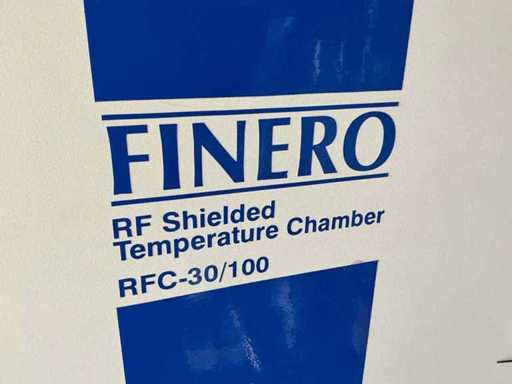 FINERO
RF Shielded
Temperature Chamber
RFC-30/100